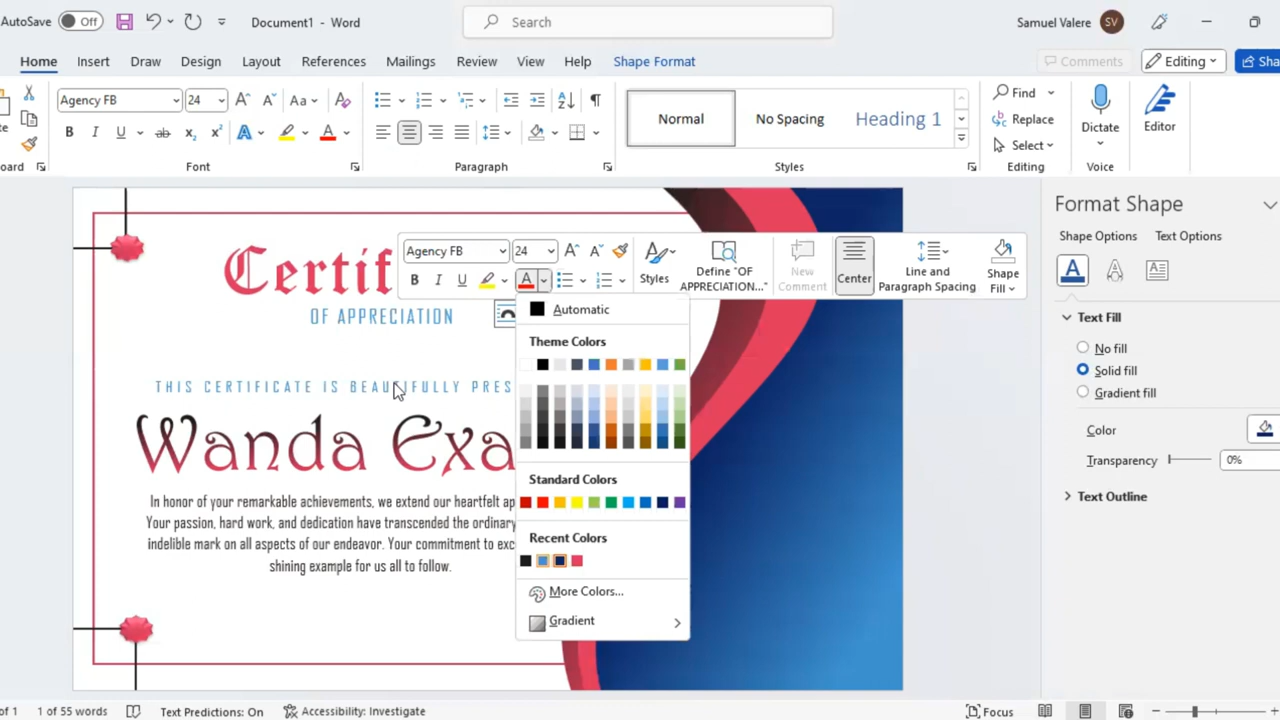 AutoSave Off Document1 - Word Search Samuel Valere SV
Home Insert Draw Design Layout References Mailings Review View Help Shape Format Comments Editing
Agency FB 24 Aa
Normal No Spacing Heading 1
Find
Replace
Select
Dictate
Editor
Font Paragraph Styles Editing Voice
Certif
OF APPRECIATION
THIS CERTIFICATE IS BEAUTIFULLY PRES
Wanda Exa
In honor of your remarkable achievements, we extend our heartfelt ap
Your passion, hard work, and dedication have transcended the ordinary
indelible mark on all aspects of our endeavor. Your commitment to exc
shining example for us all to follow.
Agency FB 24
Styles
Define "OF
APPRECIATION..."
New
Comment
Center
Line and
Paragraph Spacing
Shape
Fill
Automatic
Theme Colors
Standard Colors
Recent Colors
More Colors...
Gradient
Format Shape
Shape Options Text Options
Text Fill
No fill
Solid fill
Gradient fill
Color
Transparency 0%
Text Outline
of 1 1 of 55 words Text Predictions: On Accessibility: Investigate Focus